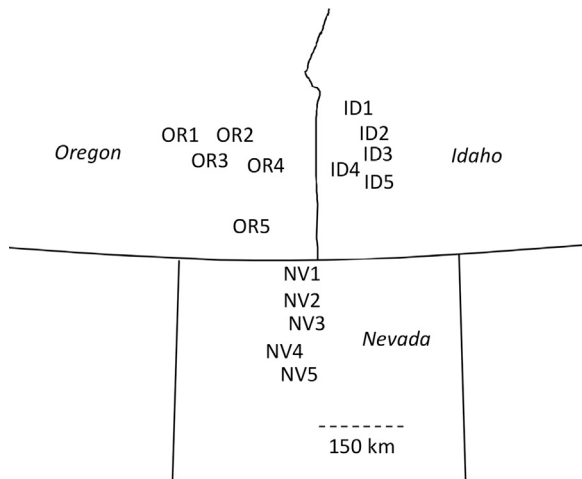 ID1
OR1 OR2 ID2
Oregon OR3 OR4 ID3 Idaho
ID4 ID5
OR5
NV1
NV2
NV3
Nevada
NV4
NV5
150 km